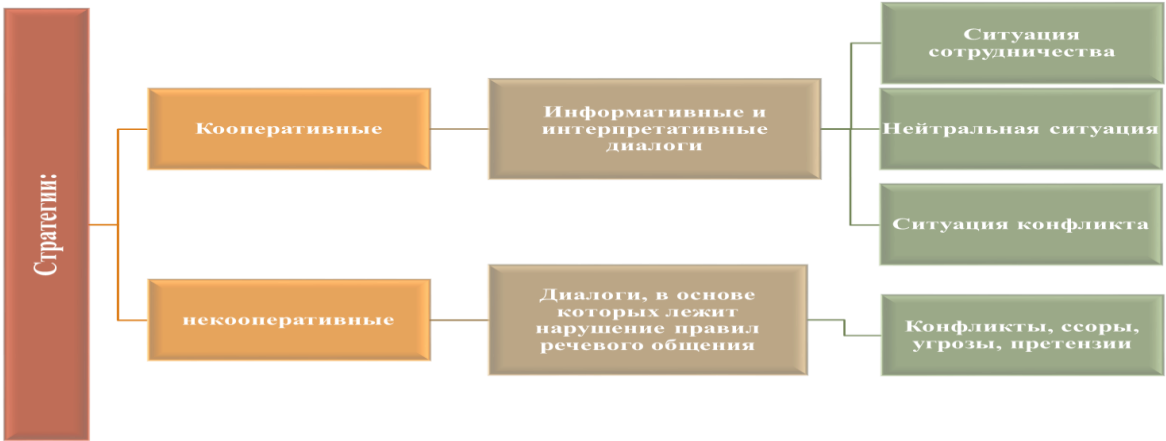 Стратегии:
Кооперативные
Информативные и
интерпретативные
диалоги
Ситуация
сотрудничества
Нейтральная ситуация
Ситуация конфликта
некооперативные
Диалоги, в основе
которых лежит
нарушение правил
речевого общения
Конфликты, ссоры,
угрозы, претензии